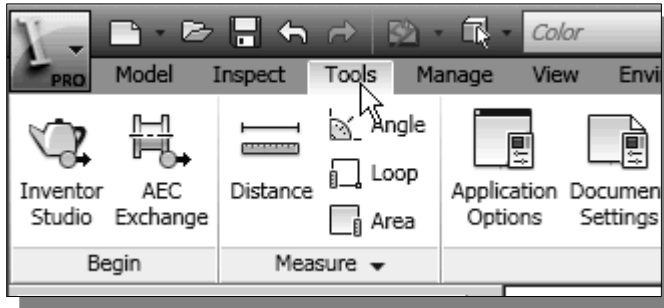 Color
PRO Model Inspect Tools Manage View Envi
Angle
Loop
Area
Inventor Studio
AEC Exchange
Distance
Application Options
Documen Settings
Begin
Measure